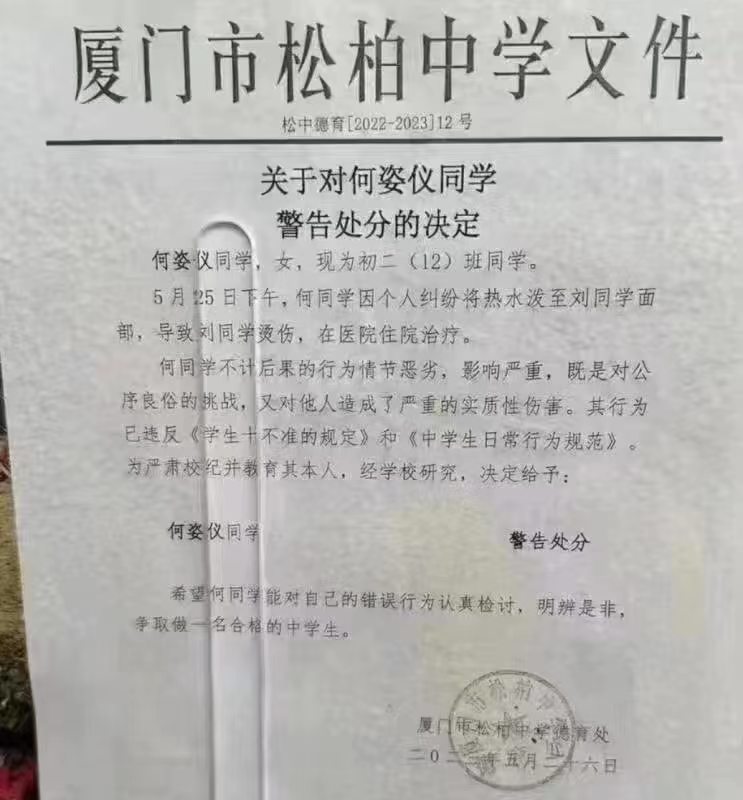 厦门市松柏中学文件
松中德育[2022-2023]12号
关于对何姿仪同学
警告处分的决定
何姿仪同学，女，现为初二（12）班同学。
5月25日下午，何同学因个人纠纷将热水泼至刘同学面
部，导致刘同学烫伤，在医院住院治疗。
何同学不计后果的行为情节恶劣，影响严重，既是对公
序良俗的挑战，又对他人造成了严重的实质性伤害。其行为
已违反《学生十不准的规定》和《中学生日常行为规范》。
为严肃校纪并教育其本人，经学校研究，决定给予：
何姿仪同学 警告处分
希望何同学能对自己的错误行为认真检讨，明辨是非，
争取做一名合格的中学生。
厦门市松柏中学德育处
二0二 年五月二十六日